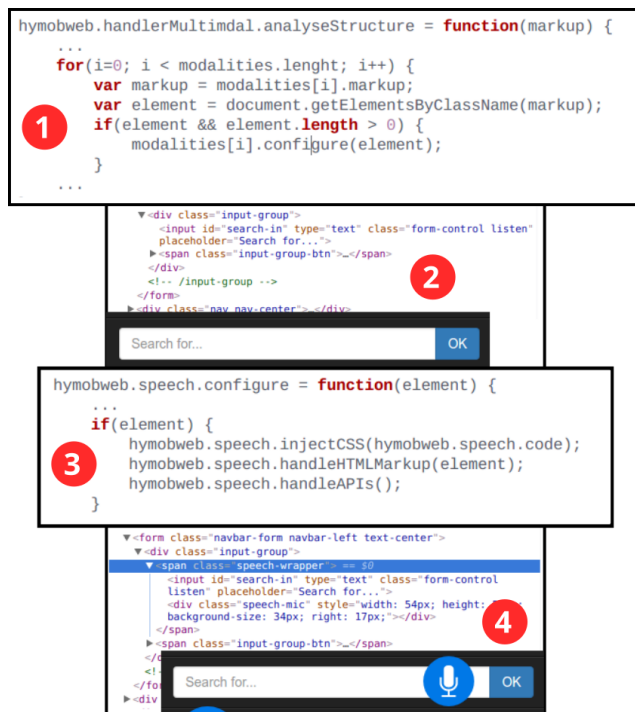 hymobweb.handlerMultimdal.analyseStructure = function(markup) {
...
for(i=0; i < modalities.lenght; i++) {
var markup = modalities[i].markup;
var element = document.getElementsByClassName(markup);
if(element && element.length > 0) {
modalities[i].configure(element);
}
...
1
▼<div class="input-group">
<input id="search-in" type="text" class="form-control listen"
placeholder="Search for...">
▶<span class="input-group-btn">…</span>
</div>
<!-- /input-group -->
</form>
▶<div class="nav nav-center">…</div>
2
Search for...
OK
hymobweb.speech.configure = function(element) {
...
if(element) {
hymobweb.speech.injectCSS(hymobweb.speech.code);
hymobweb.speech.handleHTMLMarkup(element);
hymobweb.speech.handleAPIs();
}
3
▼<form class="navbar-form navbar-left text-center">
▼<div class="input-group">
▼<span class="speech-wrapper"> == $0
<input id="search-in" type="text" class="form-control
listen" placeholder="Search for...">
<div class="speech-mic" style="width: 54px; height:
background-size: 34px; right: 17px;"></div>
</span>
▶<span class="input-group-btn">…</span>
<!-
</for
▶<div
4
Search for...
OK